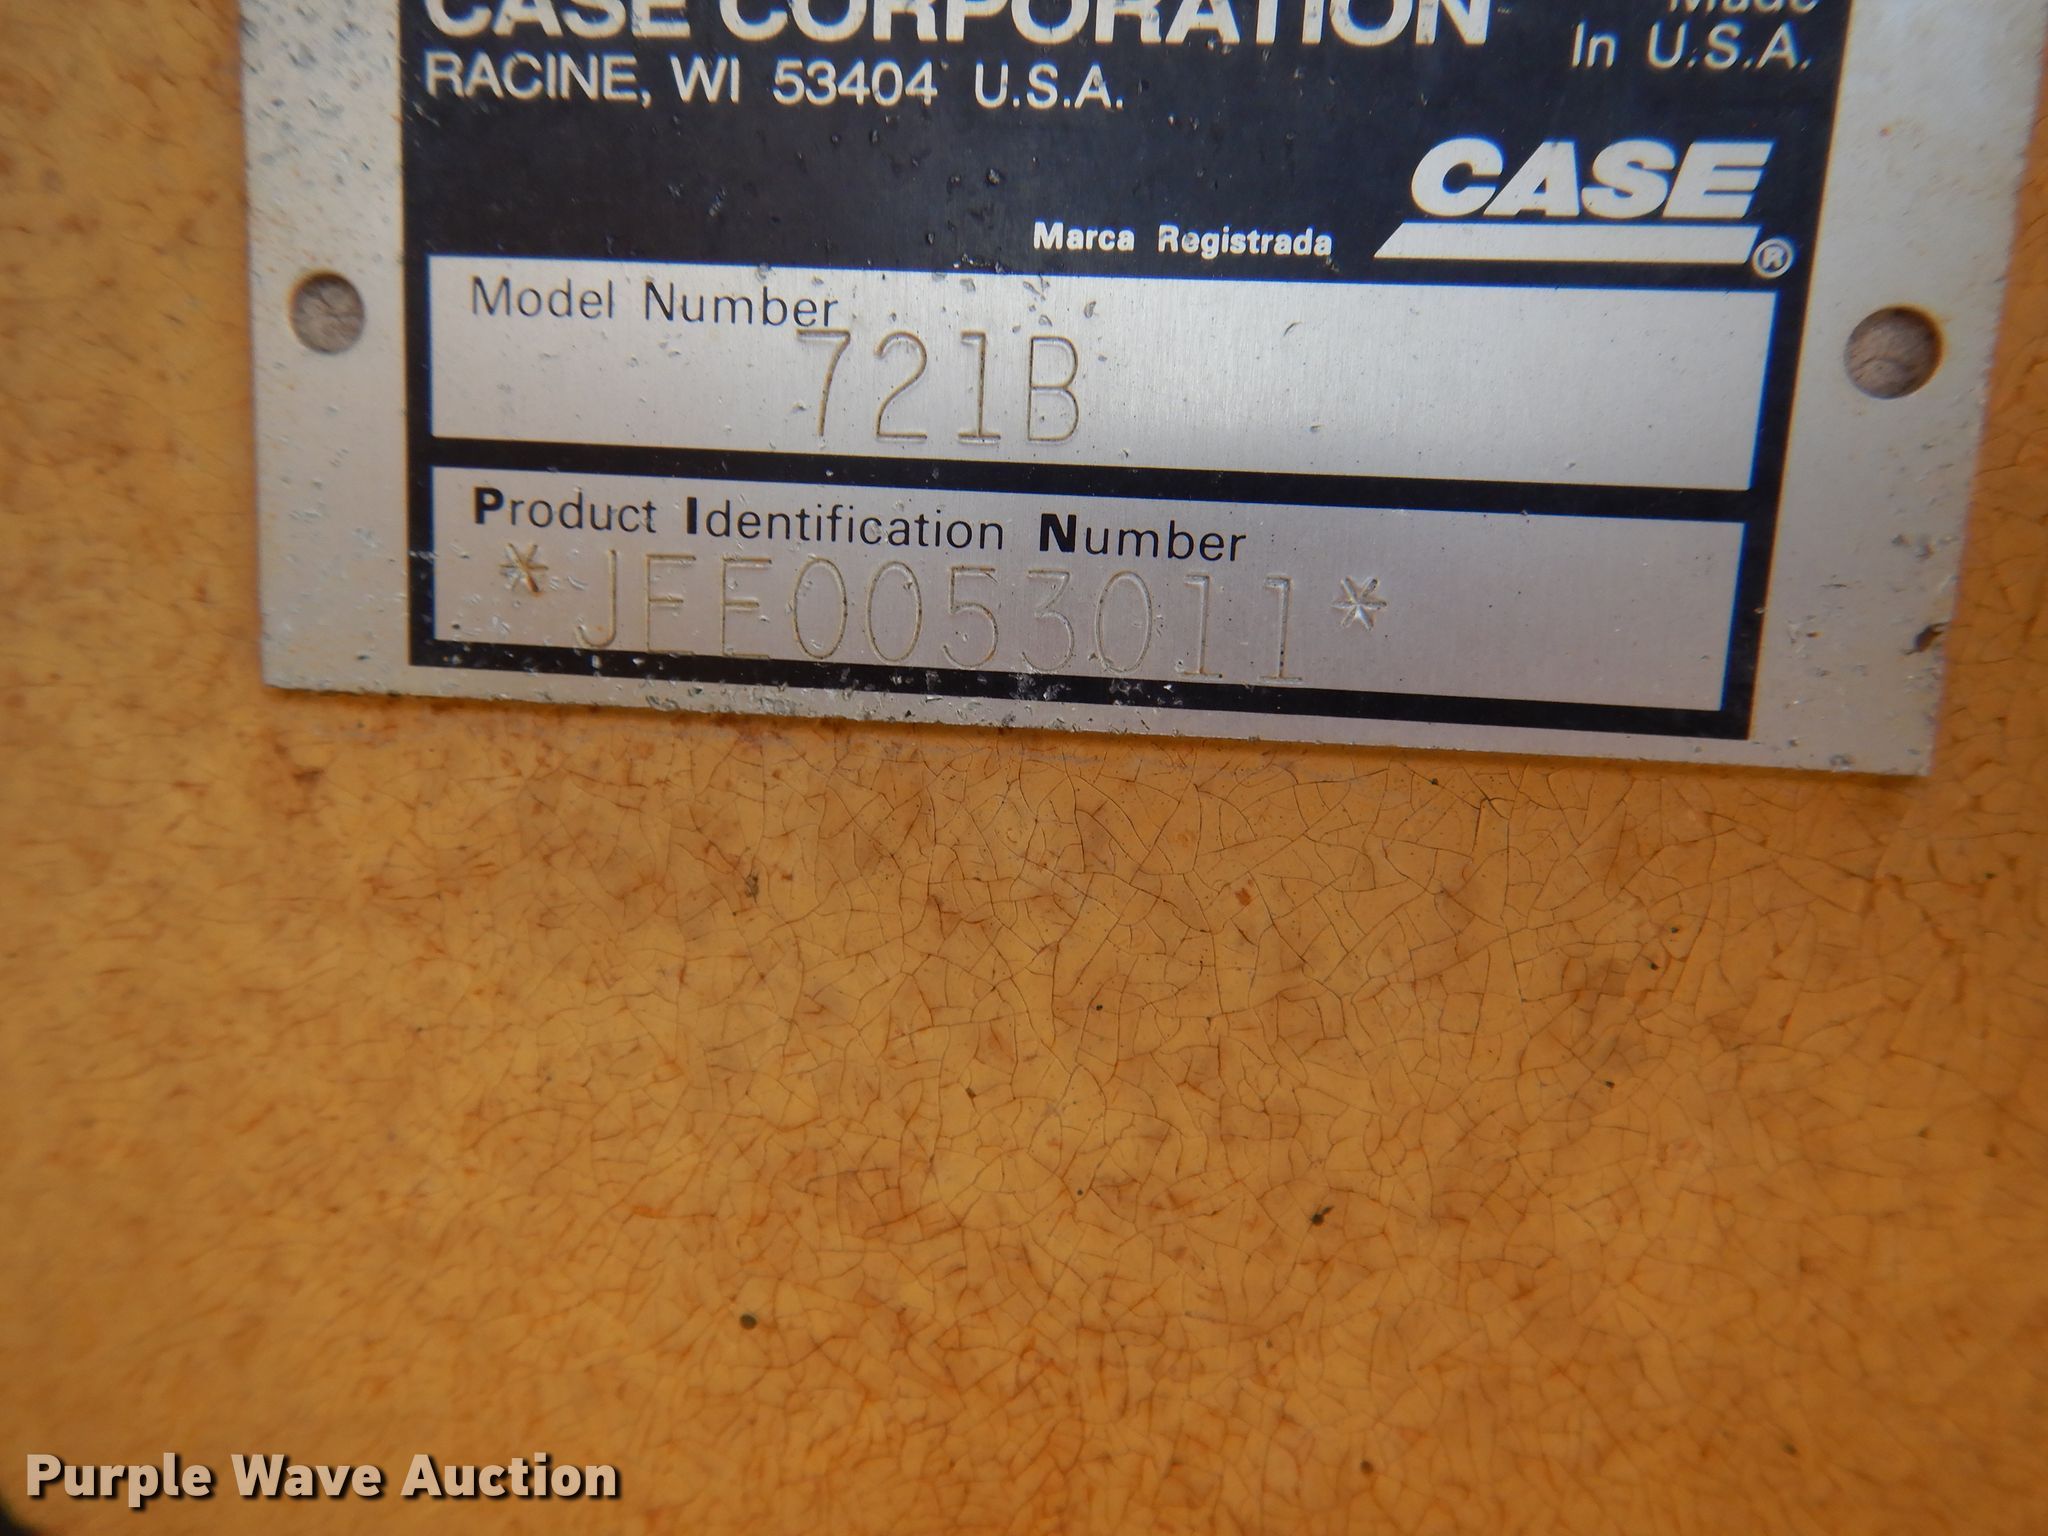 CASE CORPORATION
Made
In U.S.A.
RACINE, WI 53404 U.S.A.
CASE
Marca Registrada ®
Model Number
721B
Product Identification Number
*JEE0053011*
Purple Wave Auction